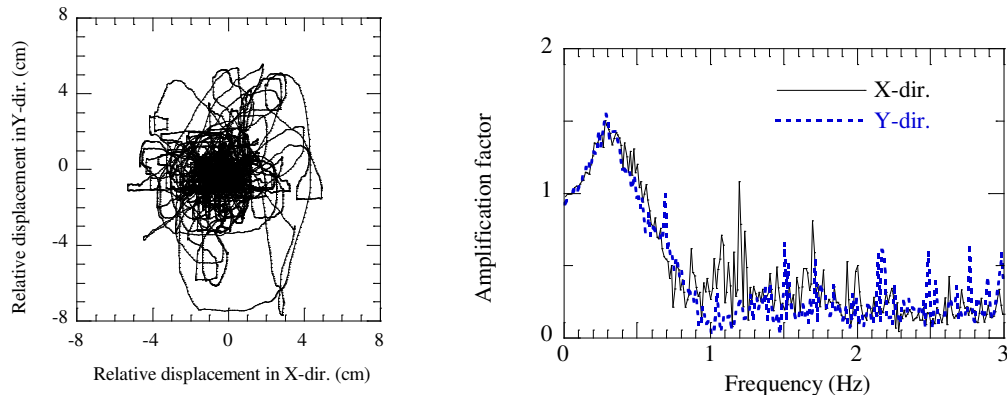 8
4
0
-4
-8
-8
-4
0
4
8
Relative displacement inY-dir. (cm)
Relative displacement in X-dir. (cm)
2
1
0
0
1
2
3
X-dir.
Y-dir.
Amplification factor
Frequency (Hz)